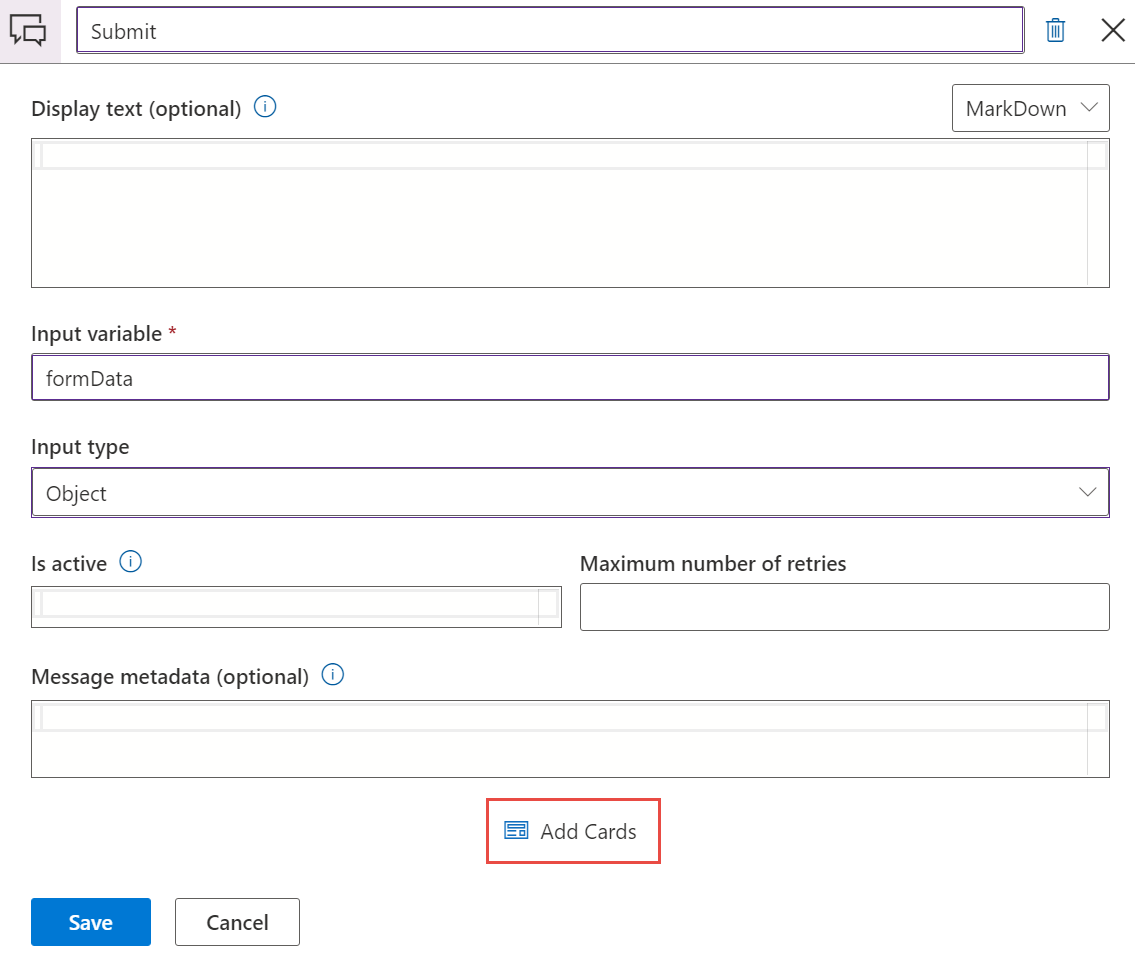 Submit
Display text (optional)
MarkDown
Input variable *
formData
Input type
Object
Is active
Maximum number of retries
Message metadata (optional)
Add Cards
Save
Cancel